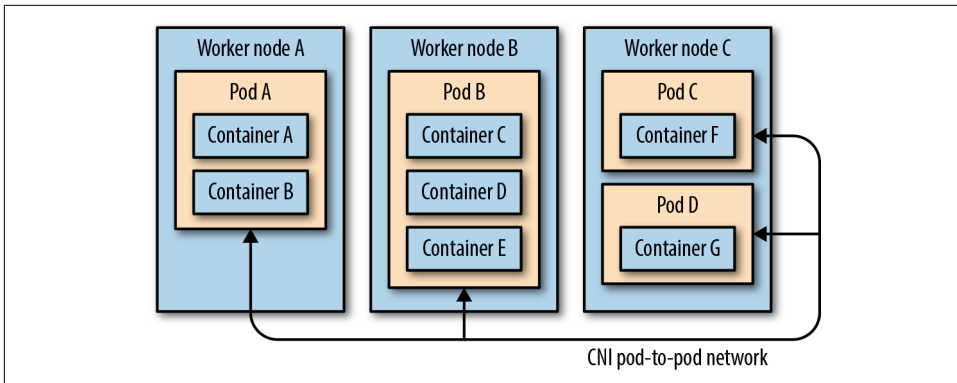 Worker node A
Pod A
Container A
Container B
Worker node B
Pod B
Container C
Container D
Container E
Worker node C
Pod C
Container F
Pod D
Container G
CNI pod-to-pod network